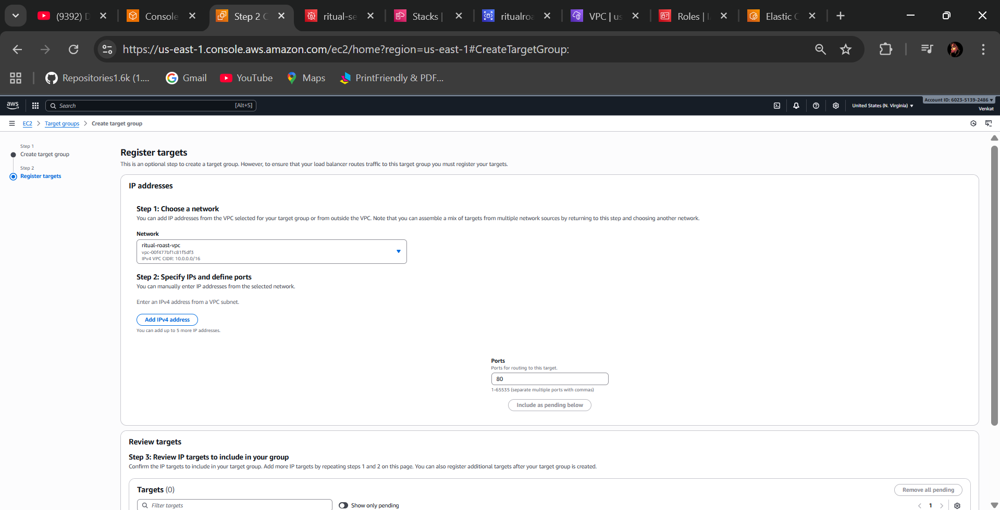 (9392) D
Console
Step 2 C
ritual-se
Stacks |
ritualroa
VPC | us
Roles | I
Elastic C
https://us-east-1.console.aws.amazon.com/ec2/home?region=us-east-1#CreateTargetGroup:
Repositories1.6k (1....
Gmail
YouTube
Maps
PrintFriendly & PDF...
aws
Search
[Alt+S]
United States (N. Virginia)
Account ID: 6023-5139-2486
Venkat
EC2
Target groups
Create target group
Step 1
Create target group
Step 2
Register targets
Register targets
This is an optional step to create a target group. However, to ensure that your load balancer routes traffic to this target group you must register your targets.
IP addresses
Step 1: Choose a network
You can add IP addresses from the VPC selected for your target group or from outside the VPC. Note that you can assemble a mix of targets from multiple network sources by returning to this step and choosing another network.
Network
ritual-roast-vpc
vpc-00f477bf1c81f5df3
IPv4 VPC CIDR: 10.0.0.0/16
Step 2: Specify IPs and define ports
You can manually enter IP addresses from the selected network.
Enter an IPv4 address from a VPC subnet.
Add IPv4 address
You can add up to 5 more IP addresses.
Ports
Ports for routing to this target.
80
1-65535 (separate multiple ports with commas)
Include as pending below
Review targets
Step 3: Review IP targets to include in your group
Confirm the IP targets to include in your target group. Add more IP targets by repeating steps 1 and 2 on this page. You can also register additional targets after your target group is created.
Targets (0)
Remove all pending
Filter targets
Show only pending
1